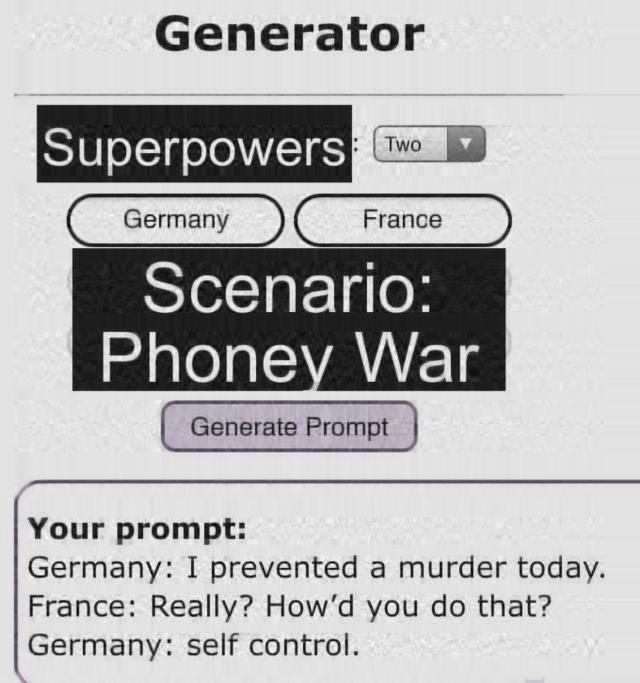 Generator
Superpowers: Two
Germany France
Scenario:
Phoney War
Generate Prompt
Your prompt:
Germany: I prevented a murder today.
France: Really? How'd you do that?
Germany: self control.